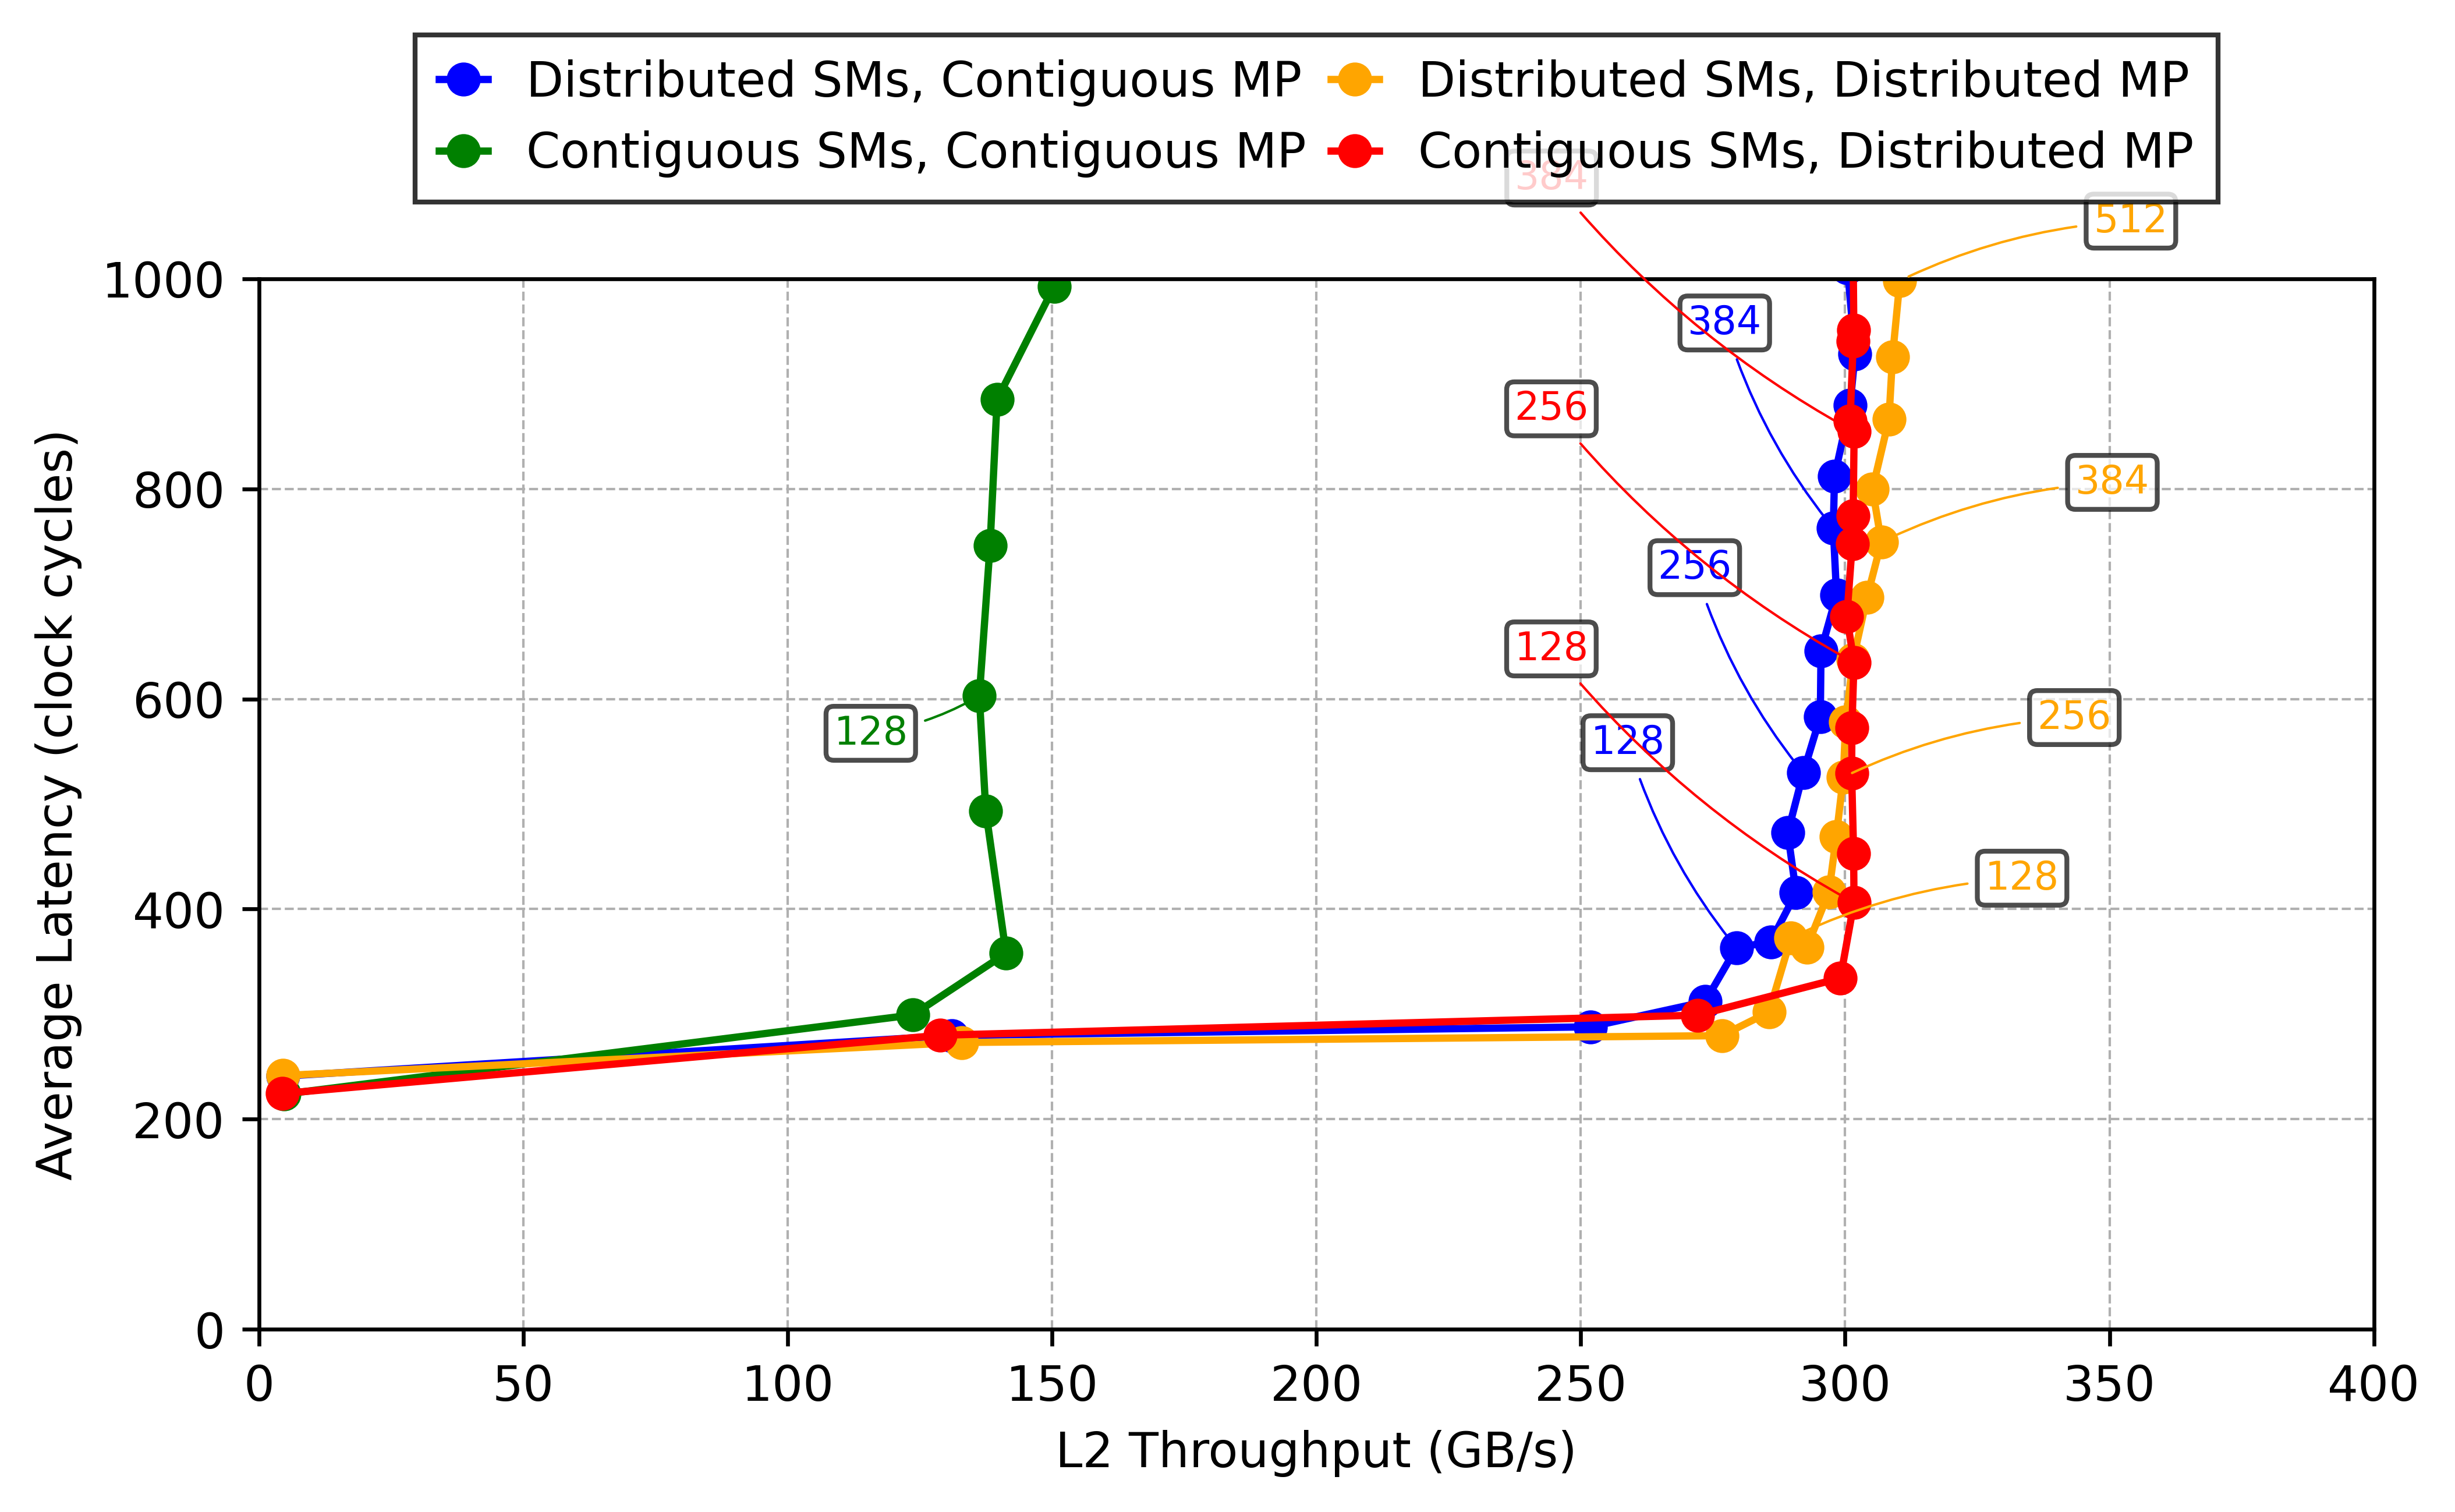 Distributed SMs, Contiguous MP
Contiguous SMs, Contiguous MP
Distributed SMs, Distributed MP
Contiguous SMs, Distributed MP
384
512
1000
384
256
384
800
256
128
600
128
128
256
400
128
200
0
0 50 100 150 200 250 300 350 400
Average Latency (clock cycles)
L2 Throughput (GB/s)